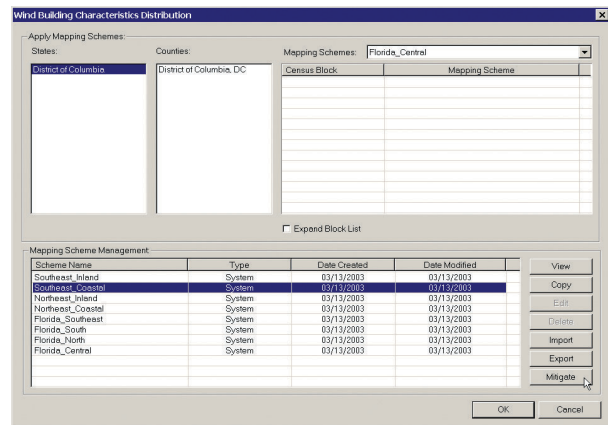 Wind Building Characteristics Distribution
Apply Mapping Schemes:
States: Counties: Mapping Schemes: Florida_Central
District of Columbia District of Columbia, DC Census Block Mapping Scheme
Expand Block List
Mapping Scheme Management
Scheme Name Type Date Created Date Modified View
Southeast_Inland System 03/13/2003 03/13/2003
Southeast_Coastal System 03/13/2003 03/13/2003 Copy
Northeast_Inland System 03/13/2003 03/13/2003 Edit
Northeast_Coastal System 03/13/2003 03/13/2003
Florida_Southeast System 03/13/2003 03/13/2003 Delete
Florida_South System 03/13/2003 03/13/2003
Florida_North System 03/13/2003 03/13/2003 Import
Florida_Central System 03/13/2003 03/13/2003
Export
Mitigate
OK Cancel